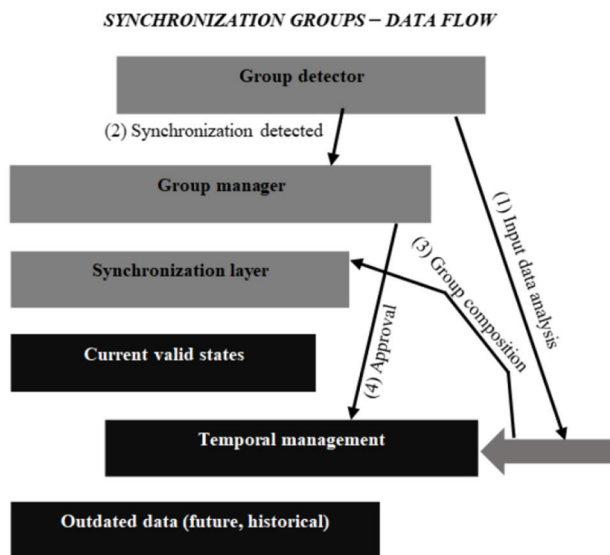 SYNCHRONIZATION GROUPS – DATA FLOW
Group detector
(2) Synchronization detected
Group manager
(1) Input data analysis
(3) Group composition
Synchronization layer
Current valid states
(4) Approval
Temporal management
Outdated data (future, historical)